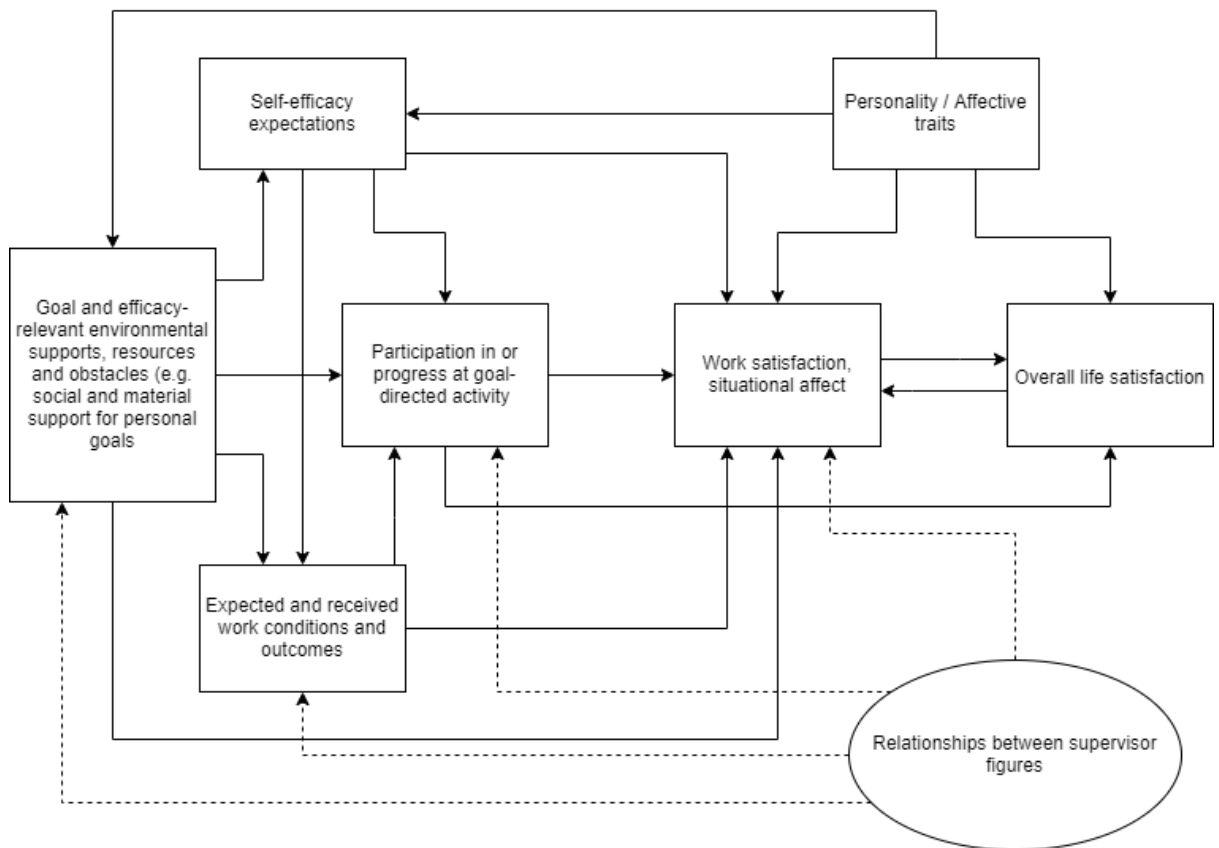 Self-efficacy
expectations
Personality / Affective
traits
Goal and efficacy-
relevant environmental
supports, resources
and obstacles (e.g.
social and material
support for personal
goals
Participation in or
progress at goal-
directed activity
Work satisfaction,
situational affect
Overall life satisfaction
Expected and received
work conditions and
outcomes
Relationships between supervisor
figures